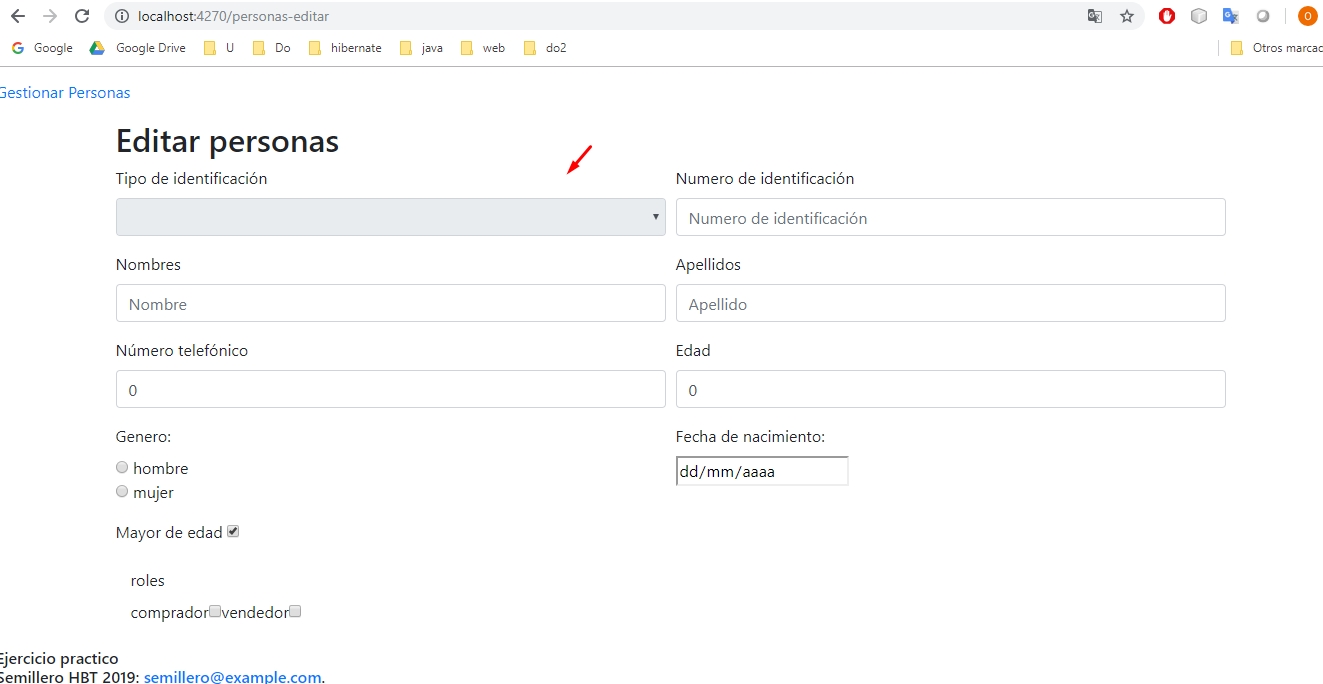 localhost:4270/personas-editar
O
Google Google Drive U Do hibernate java web do2 Otros marcad
Gestionar Personas
Editar personas
Tipo de identificación Numero de identificación
Numero de identificación
Nombres Apellidos
Nombre Apellido
Número telefónico Edad
0 0
Genero: Fecha de nacimiento:
hombre dd/mm/aaaa
mujer
Mayor de edad
roles
comprador vendedor
Ejercicio practico
Semillero HBT 2019: semillero@example.com.